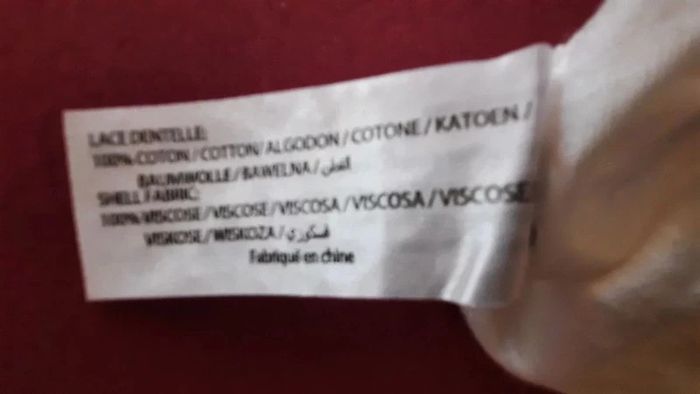 LACE DENTELLE:
100% COTON / COTTON / ALGODON / COTONE / KATOEN /
BAUMWOLLE / BAWELNA / القطن
SHELL FABRIC:
100% VISCOSE / VISCOSE / VISCOSA / VISCOSA / VISCOSE
VISKOSE / WISKOZA / فسكوزي
Fabriqué en chine